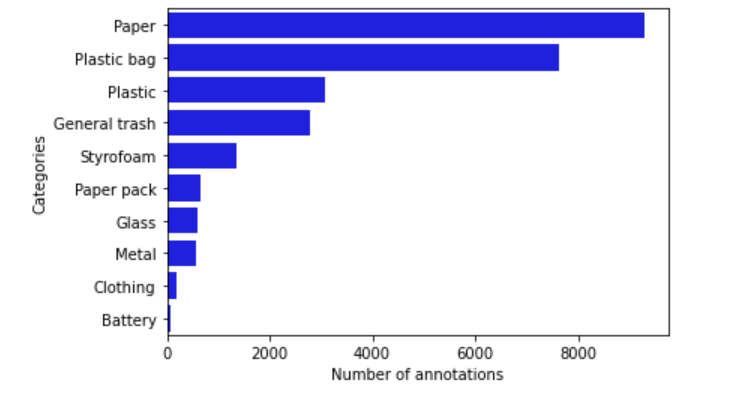 Paper
Plastic bag
Plastic
General trash
Styrofoam
Paper pack
Glass
Metal
Clothing
Battery
Categories
0 2000 4000 6000 8000
Number of annotations